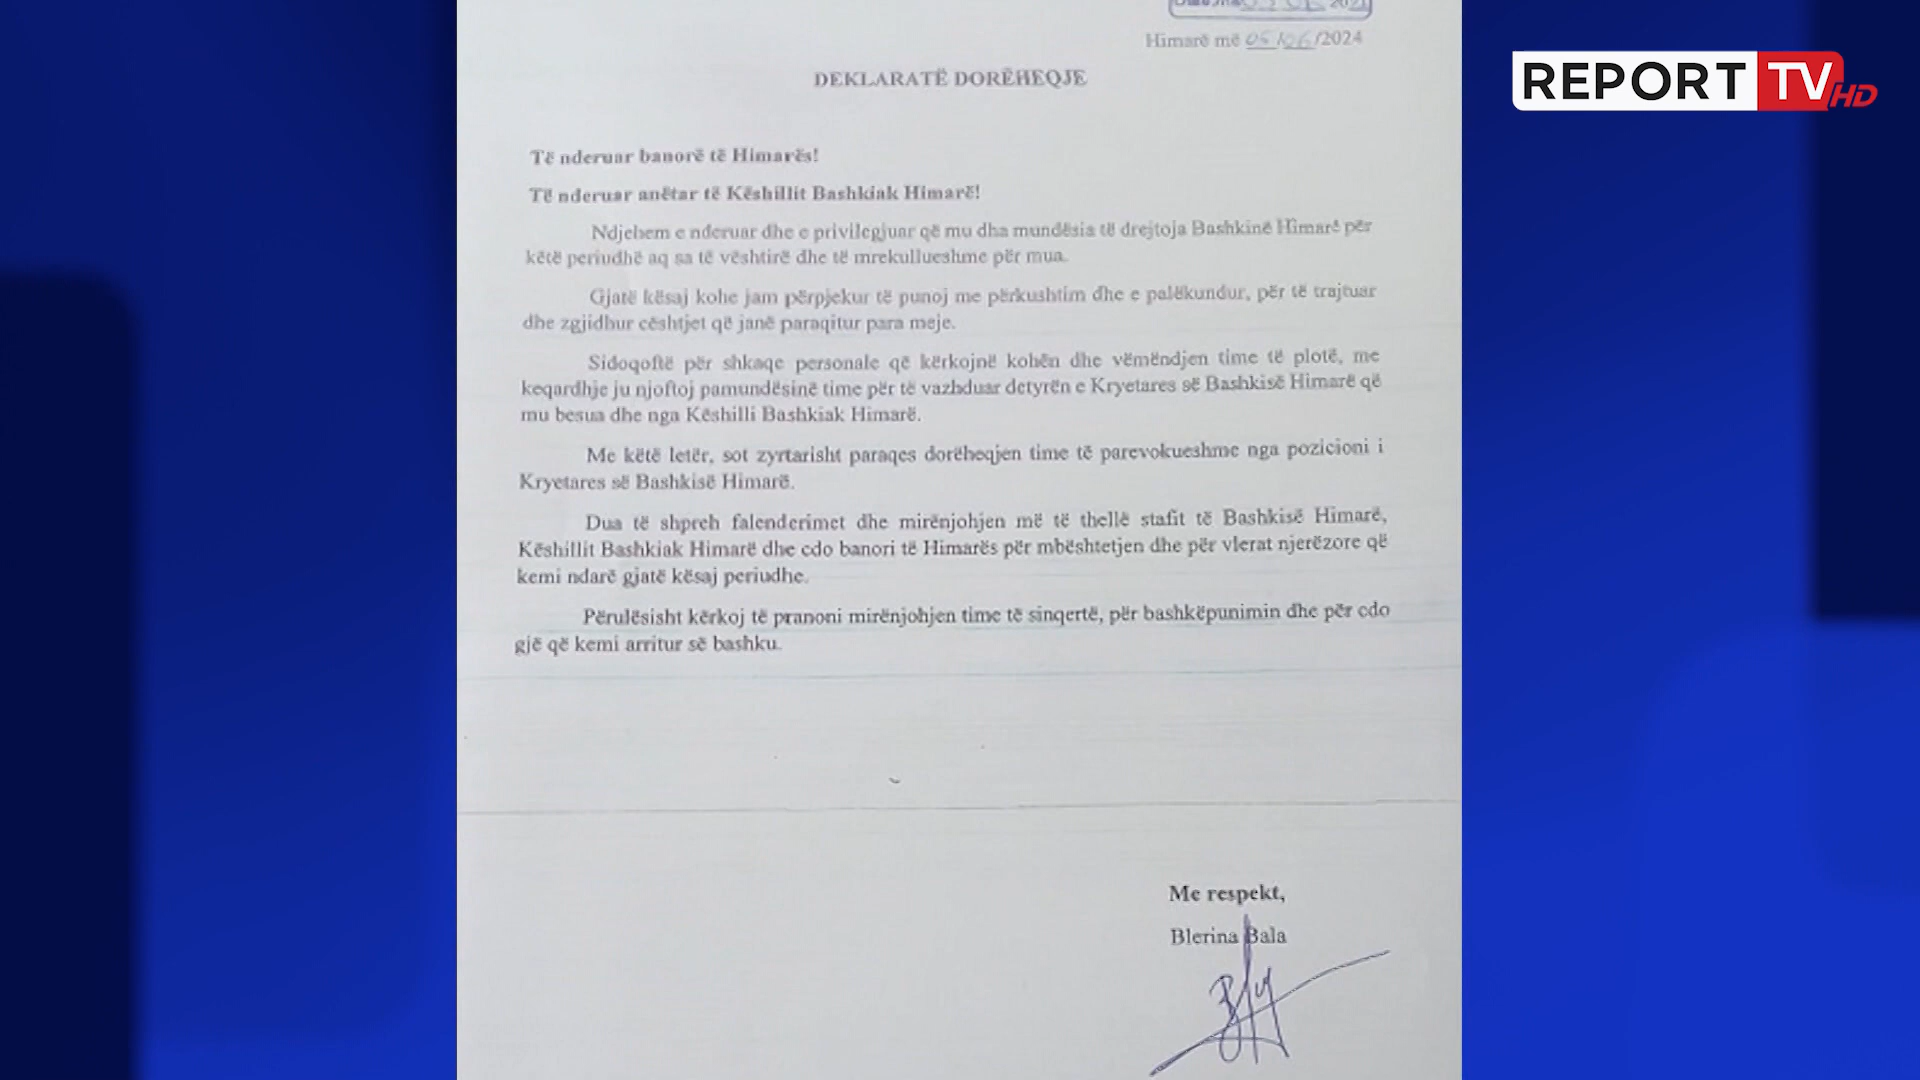 REPORT TV HD
Himarë më 05/06/2024
DEKLARATË DORËHEQJE
Të nderuar banorë të Himarës!
Të nderuar anëtar të Këshillit Bashkiak Himarë!
Ndjehem e nderuar dhe e privilegjuar që mu dha mundësia të drejtoja Bashkinë Himarë për
këtë periudhë aq sa të vështirë dhe të mrekullueshme për mua.
Gjatë kësaj kohe jam përpjekur të punoj me përkushtim dhe e palëkundur, për të trajtuar
dhe zgjidhur cështjet që janë paraqitur para meje.
Sidoqoftë për shkaqe personale që kërkojnë kohën dhe vëmëndjen time të plotë, me
keqardhje ju njoftoj pamundësinë time për të vazhduar detyrën e Kryetares së Bashkisë Himarë që
mu besua dhe nga Këshilli Bashkiak Himarë.
Me këtë letër, sot zyrtarisht paraqes dorëheqjen time të parevokueshme nga pozicioni i
Kryetares së Bashkisë Himarë.
Dua të shpreh falenderimet dhe mirënjohjen më të thellë stafit të Bashkisë Himarë,
Këshillit Bashkiak Himarë dhe cdo banori të Himarës për mbështetjen dhe për vlerat njerëzore që
kemi ndarë gjatë kësaj periudhe.
Përulësisht kërkoj të pranoni mirënjohjen time të sinqertë, për bashkëpunimin dhe për cdo
gjë që kemi arritur së bashku.
Me respekt,
Blerina Bala